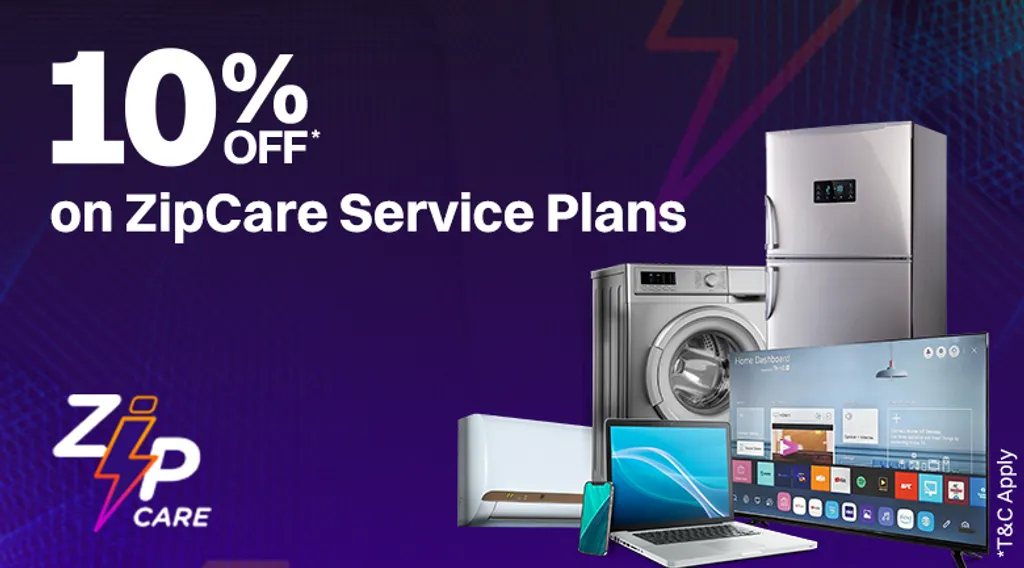 10%
OFF*
on ZipCare Service Plans
ZiP
CARE
Home Dashboard
*T&C Apply